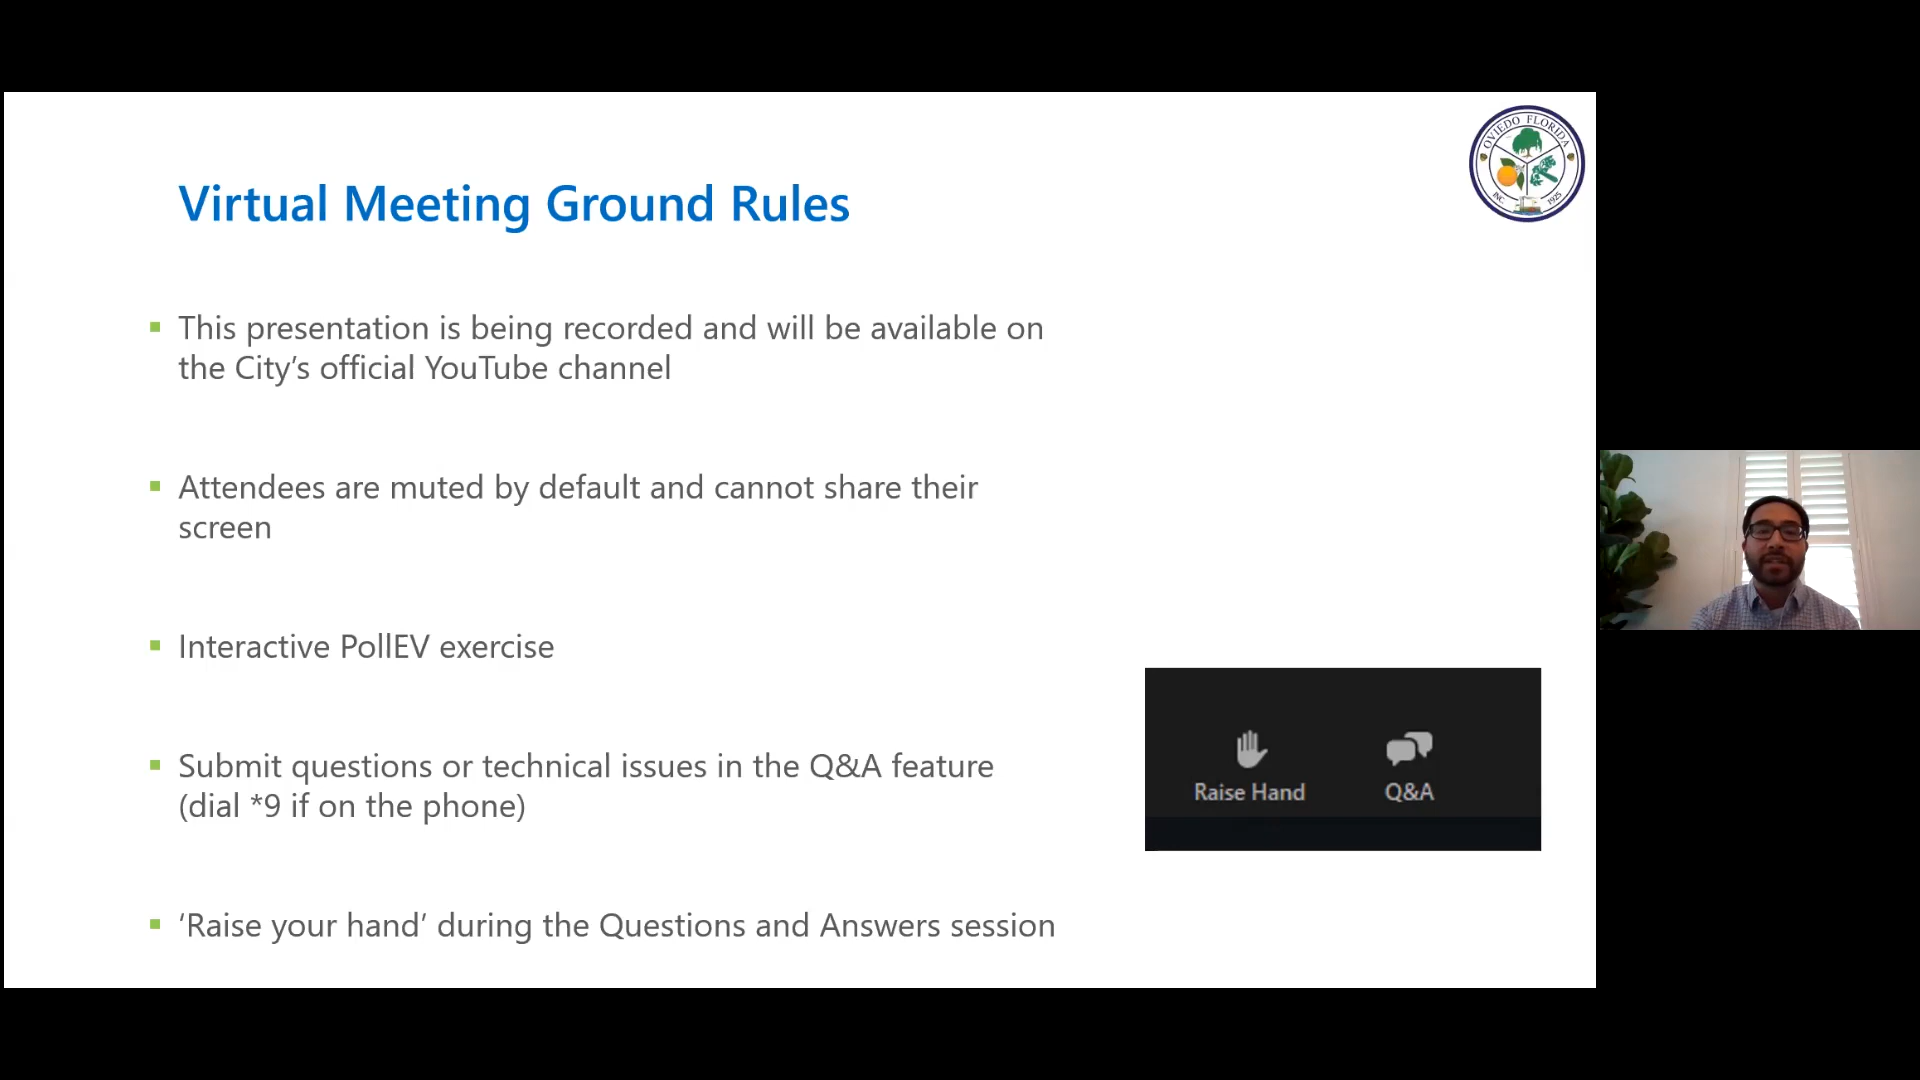 OVIEDO FLORIDA
INC. 1925
Virtual Meeting Ground Rules
This presentation is being recorded and will be available on
the City’s official YouTube channel
Attendees are muted by default and cannot share their
screen
Interactive PollEV exercise
Submit questions or technical issues in the Q&A feature
(dial *9 if on the phone)
‘Raise your hand’ during the Questions and Answers session
Raise Hand Q&A